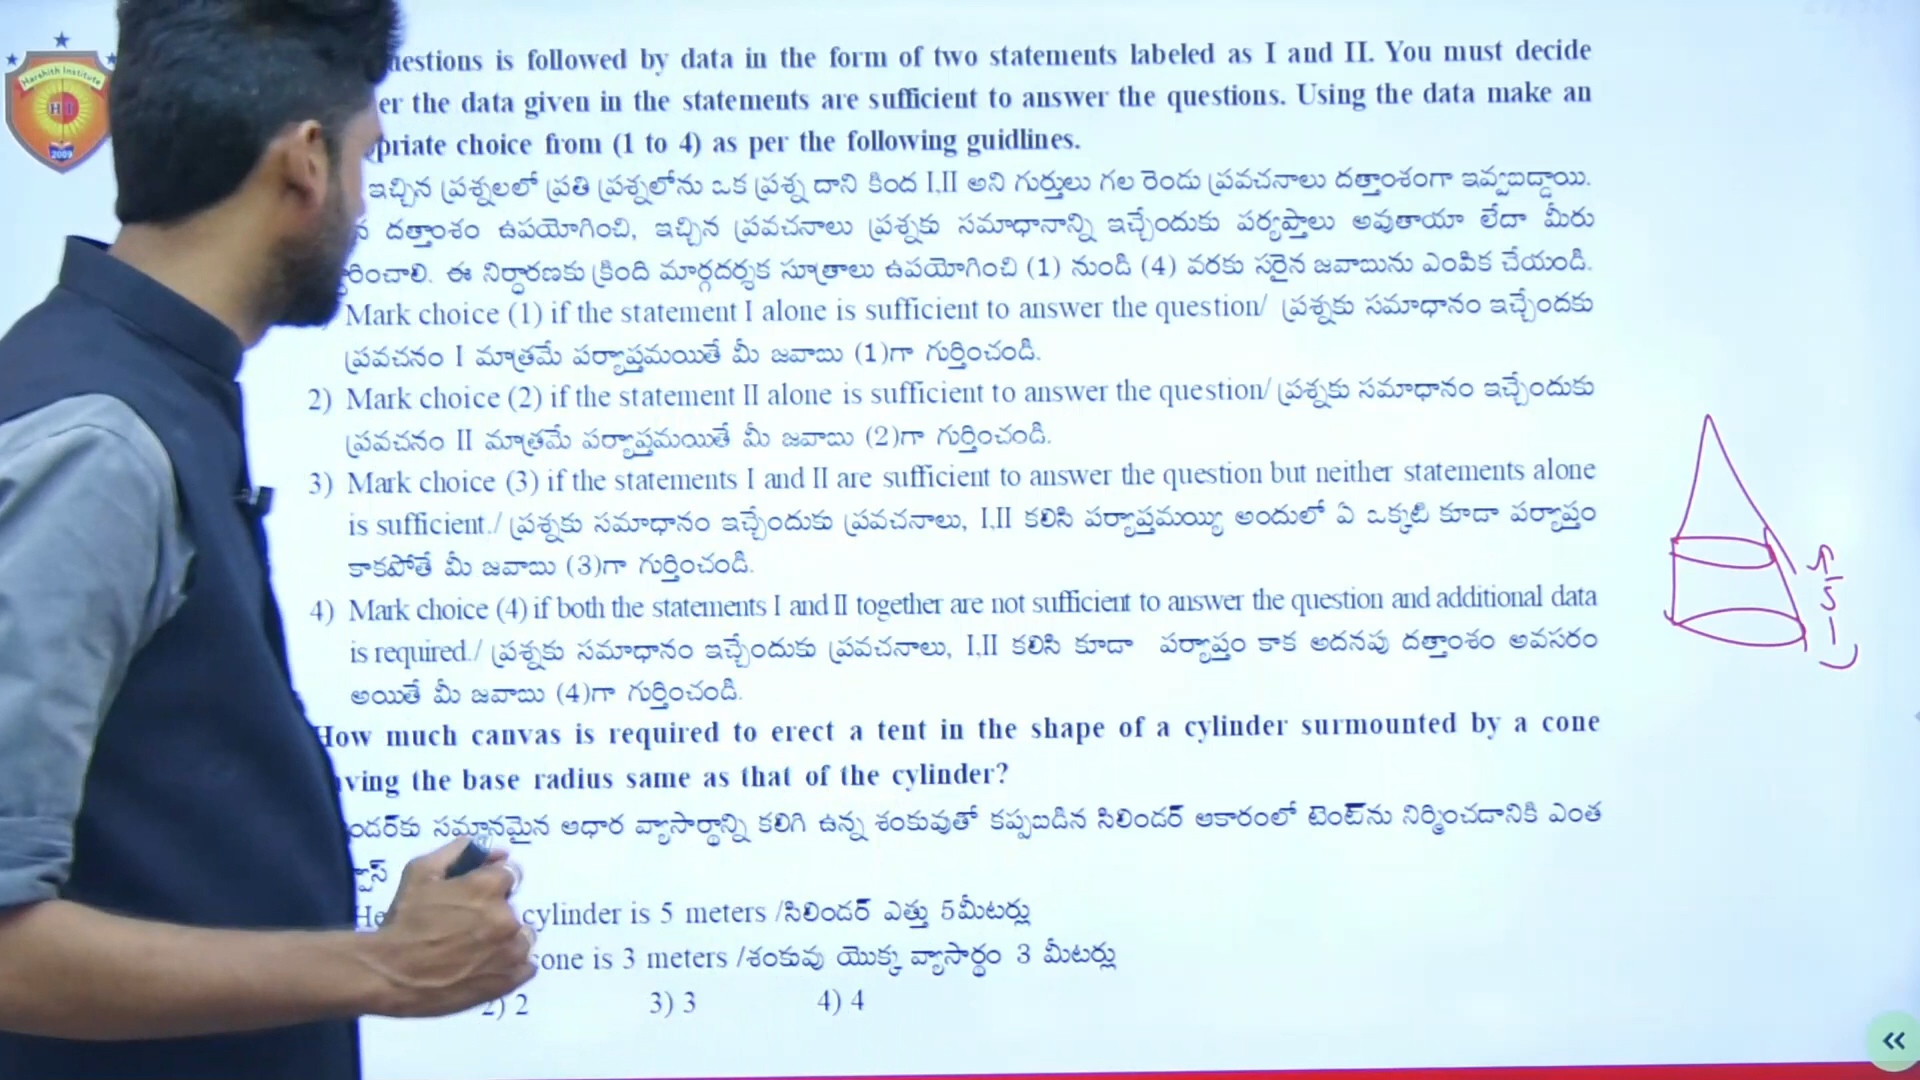 Harshith Institute
H I
2009
questions is followed by data in the form of two statements labeled as I and II. You must decide
er the data given in the statements are sufficient to answer the questions. Using the data make an
opriate choice from (1 to 4) as per the following guidlines.
ఇచ్చిన ప్రశ్నలలో ప్రతి ప్రశ్నలోను ఒక ప్రశ్న దాని కింద I,II అని గుర్తులు గల రెండు ప్రవచనాలు దత్తాంశంగా ఇవ్వబడ్డాయి.
న దత్తాంశం ఉపయోగించి, ఇచ్చిన ప్రవచనాలు ప్రశ్నకు సమాధానాన్ని ఇచ్చేందుకు పర్యప్తాలు అవుతాయా లేదా మీరు
రించాలి. ఈ నిర్ధారణకు క్రింది మార్గదర్శక సూత్రాలు ఉపయోగించి (1) నుండి (4) వరకు సరైన జవాబును ఎంపిక చేయండి.
Mark choice (1) if the statement I alone is sufficient to answer the question/ ప్రశ్నకు సమాధానం ఇచ్చేందకు
ప్రవచనం I మాత్రమే పర్యాప్తమయితే మీ జవాబు (1)గా గుర్తించండి.
2) Mark choice (2) if the statement II alone is sufficient to answer the question/ ప్రశ్నకు సమాధానం ఇచ్చేందుకు
ప్రవచనం II మాత్రమే పర్యాప్తమయితే మీ జవాబు (2)గా గుర్తించండి.
3) Mark choice (3) if the statements I and II are sufficient to answer the question but neither statements alone
is sufficient./ ప్రశ్నకు సమాధానం ఇచ్చేందుకు ప్రవచనాలు, I,II కలిసి పర్యాప్తమయ్యి అందులో ఏ ఒక్కటి కూడా పర్యాప్తం
కాకపోతే మీ జవాబు (3)గా గుర్తించండి.
4) Mark choice (4) if both the statements I and II together are not sufficient to answer the question and additional data
is required./ ప్రశ్నకు సమాధానం ఇచ్చేందుకు ప్రవచనాలు, I,II కలిసి కూడా పర్యాప్తం కాక అదనపు దత్తాంశం అవసరం
అయితే మీ జవాబు (4)గా గుర్తించండి.
How much canvas is required to erect a tent in the shape of a cylinder surmounted by a cone
ving the base radius same as that of the cylinder?
ండర్‌కు సమానమైన ఆధార వ్యాసార్థాన్ని కలిగి ఉన్న శంకువుతో కప్పబడిన సిలిండర్ ఆకారంలో టెంట్‌ను నిర్మించడానికి ఎంత
్వాస్
He cylinder is 5 meters /సిలిండర్ ఎత్తు 5మీటర్లు
cone is 3 meters /శంకువు యొక్క వ్యాసార్థం 3 మీటర్లు
2) 2 3) 3 4) 4
5